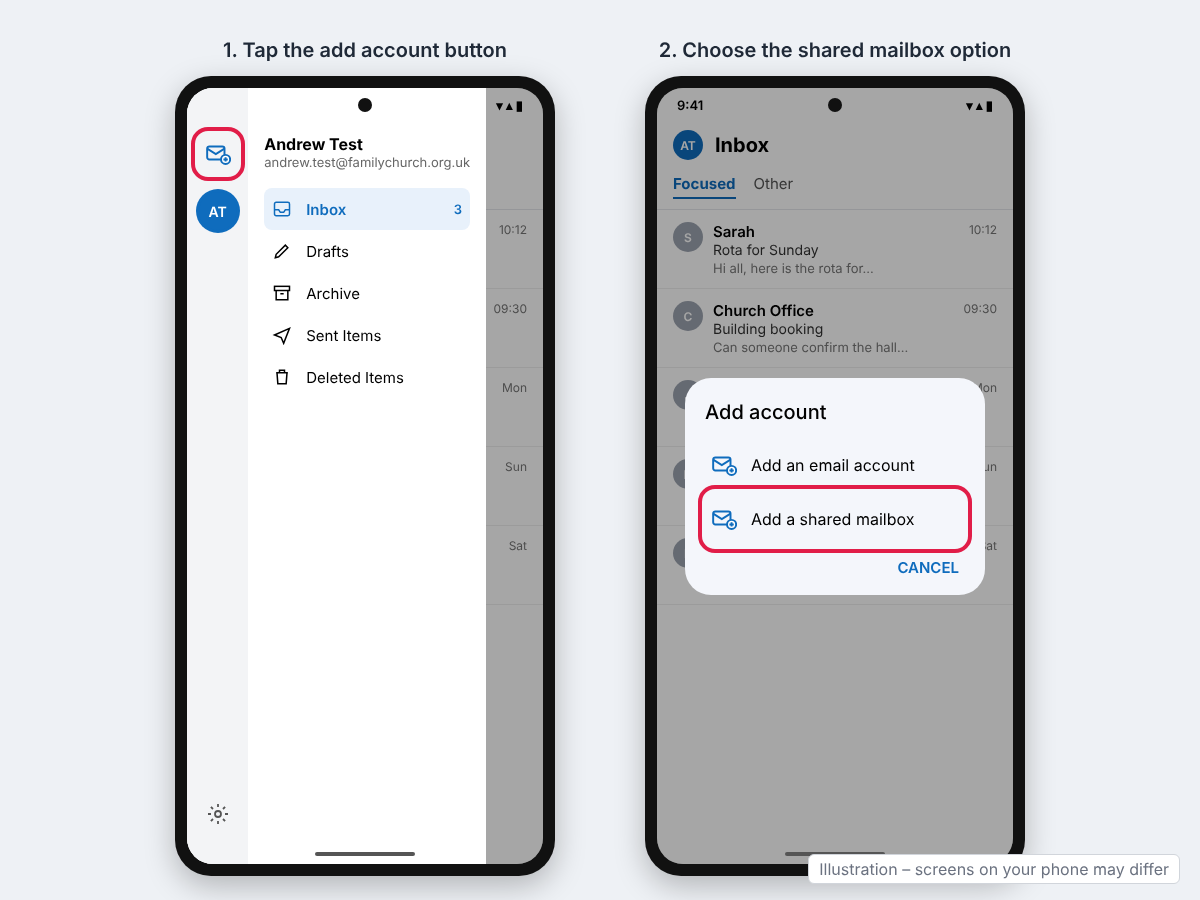 1. Tap the add account button
Andrew Test
andrew.test@familychurch.org.uk
AT
Inbox 3
Drafts
Archive
Sent Items
Deleted Items
10:12
09:30
Mon
Sun
Sat
2. Choose the shared mailbox option
9:41
AT Inbox
Focused Other
S Sarah 10:12
Rota for Sunday
Hi all, here is the rota for...
C Church Office 09:30
Building booking
Can someone confirm the hall...
Add account
Add an email account
Add a shared mailbox
CANCEL
Illustration – screens on your phone may differ